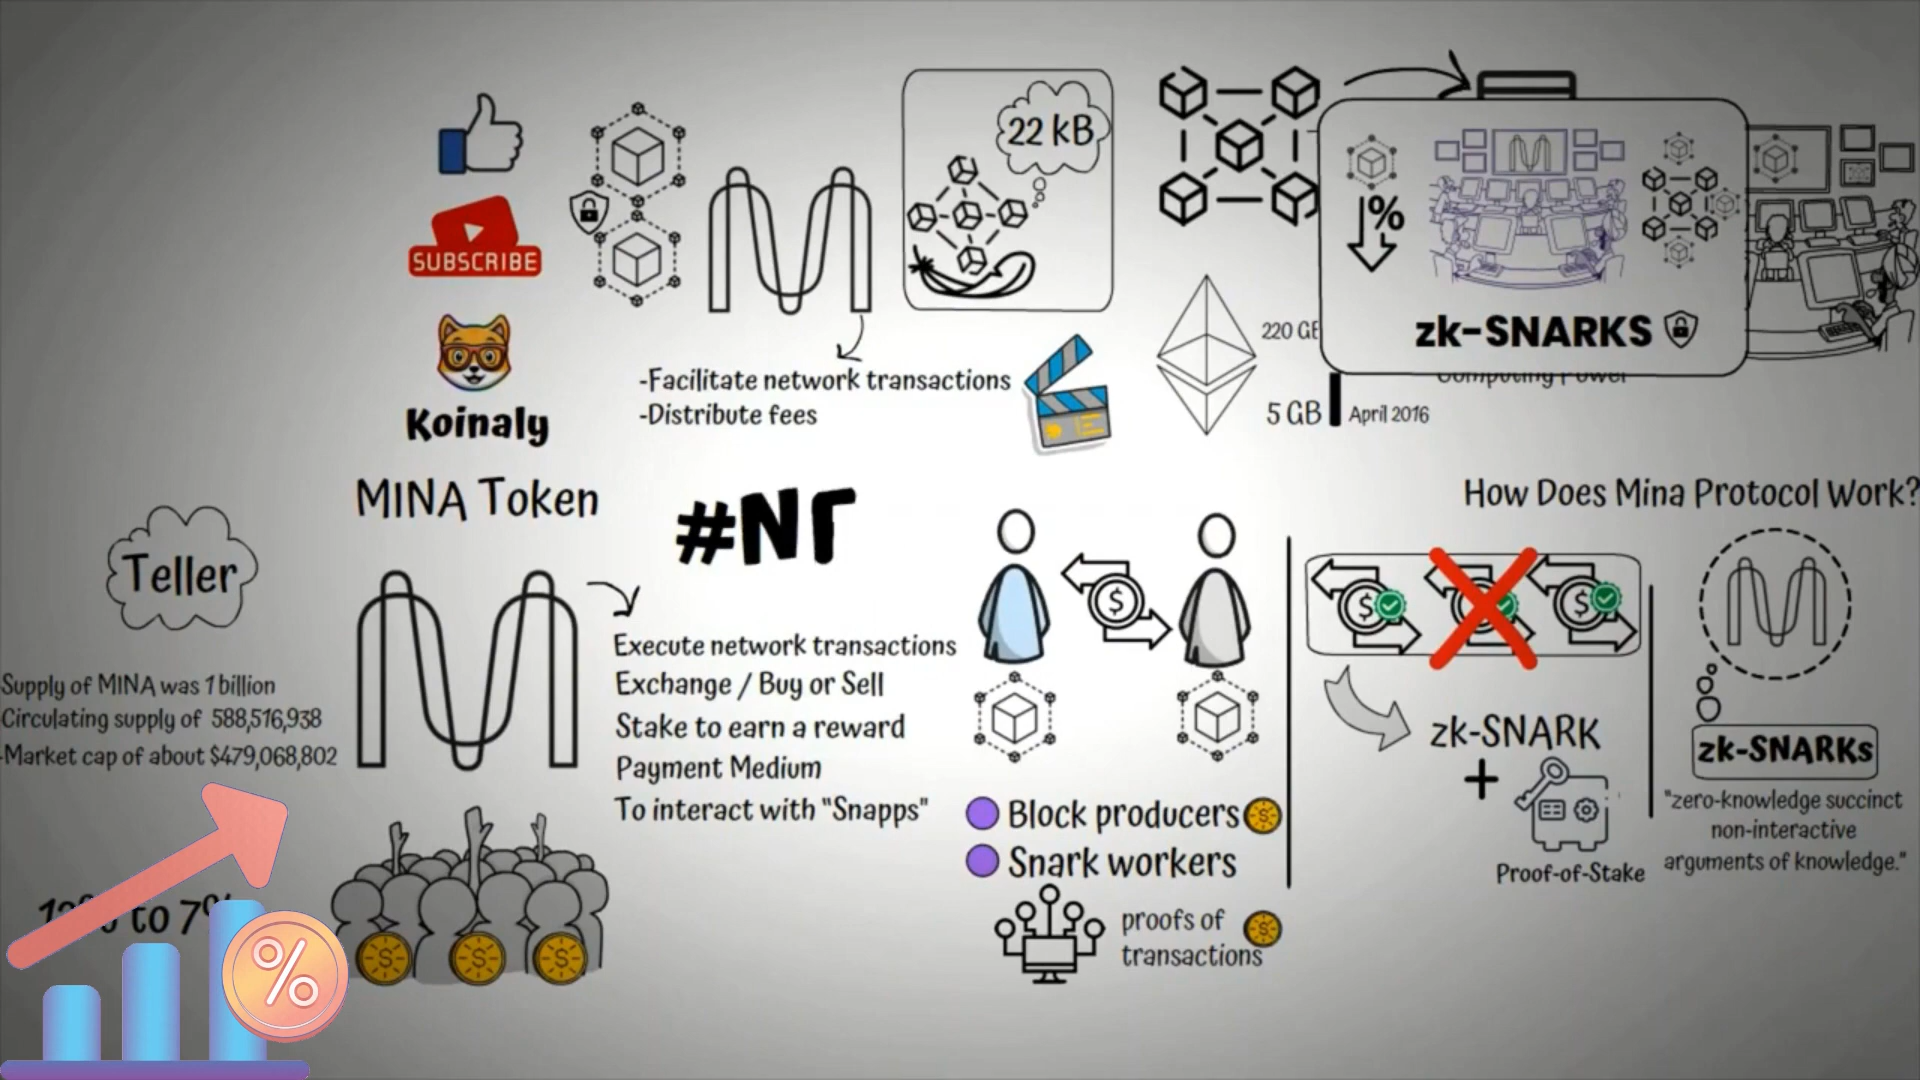 22 kB
SUBSCRIBE
%
zk-SNARKS
220
-Facilitate network transactions
-Distribute fees
Computing Power
5 GB
April 2016
Koinaly
MINA Token
How Does Mina Protocol Work?
Teller
Execute network transactions
Exchange / Buy or Sell
Stake to earn a reward
Payment Medium
To interact with "Snapps"
Supply of MINA was 1 billion
Circulating supply of 588,516,938
-Market cap of about $479,068,802
$
$
$
zk-SNARK
+
Proof-of-Stake
zk-SNARKs
"zero-knowledge succinct
non-interactive
arguments of knowledge."
Block producers
Snark workers
proofs of
transactions
to 7%
%